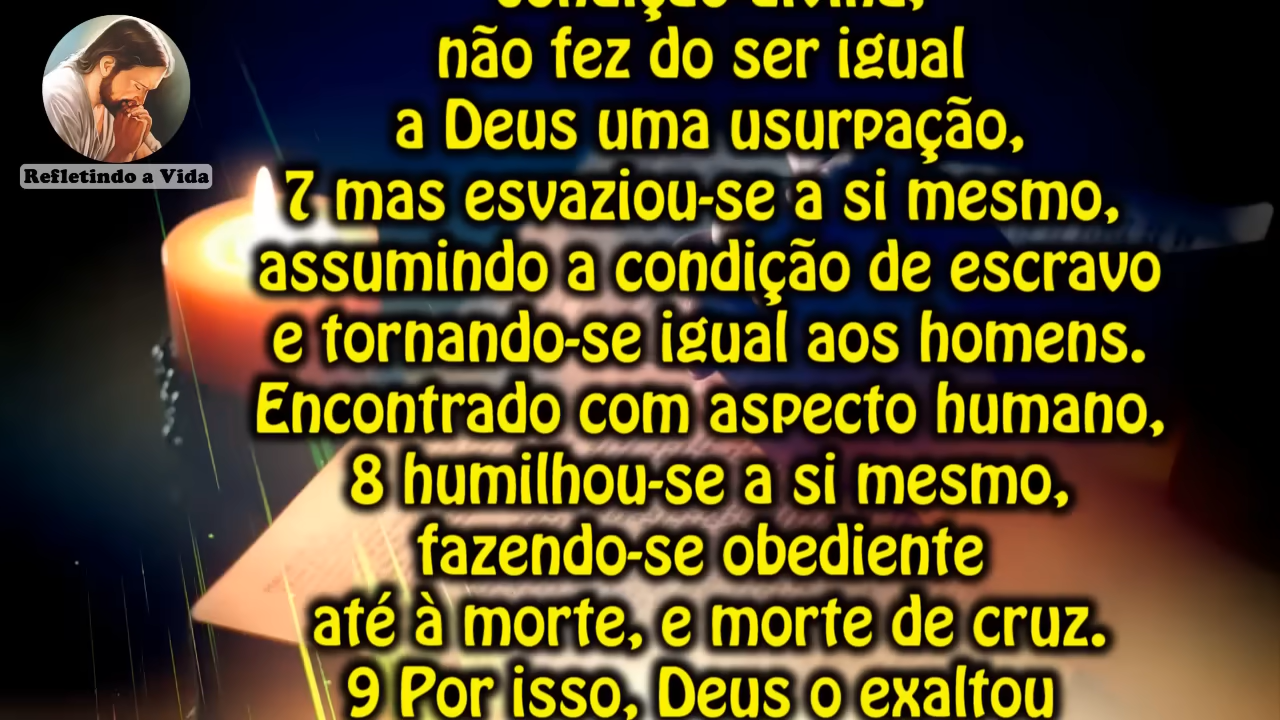 condição divina,
não fez do ser igual
a Deus uma usurpação,
Refletindo a Vida
7 mas esvaziou-se a si mesmo,
assumindo a condição de escravo
e tornando-se igual aos homens.
Encontrado com aspecto humano,
8 humilhou-se a si mesmo,
fazendo-se obediente
até à morte, e morte de cruz.
9 Por isso, Deus o exaltou